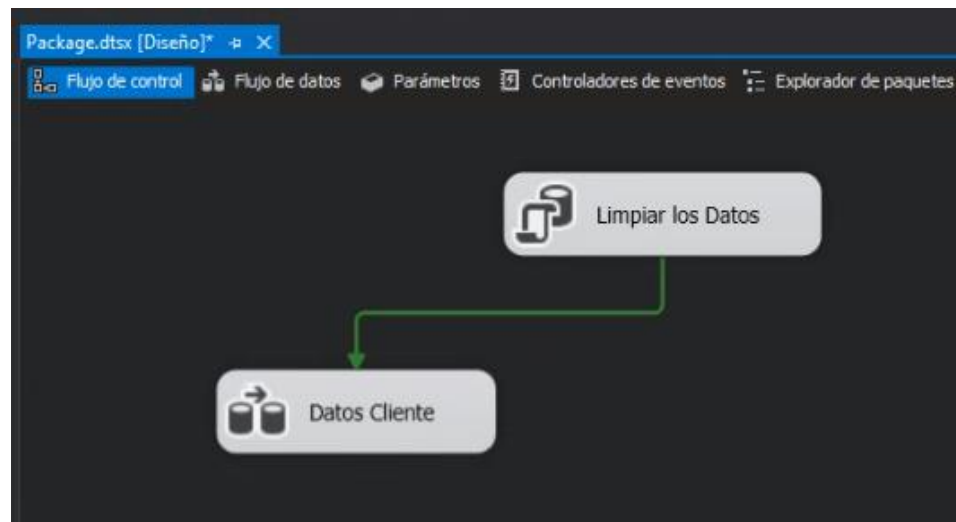 Package.dtsx [Diseño]*
Flujo de control Flujo de datos Parámetros Controladores de eventos Explorador de paquetes
Limpiar los Datos
Datos Cliente